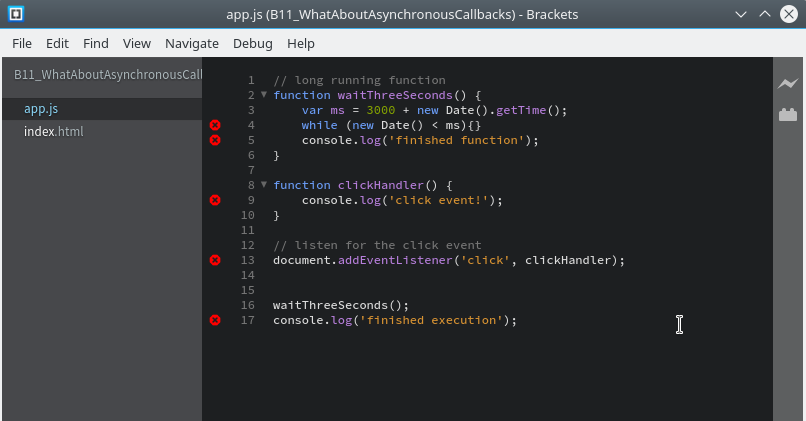 app.js (B11_WhatAboutAsynchronousCallbacks) - Brackets
File Edit Find View Navigate Debug Help
B11_WhatAboutAsynchronousCall
app.js
index.html
1 // long running function
2 function waitThreeSeconds() {
3     var ms = 3000 + new Date().getTime();
4     while (new Date() < ms){}
5     console.log('finished function');
6 }
7
8 function clickHandler() {
9     console.log('click event!');
10 }
11
12 // listen for the click event
13 document.addEventListener('click', clickHandler);
14
15
16 waitThreeSeconds();
17 console.log('finished execution');